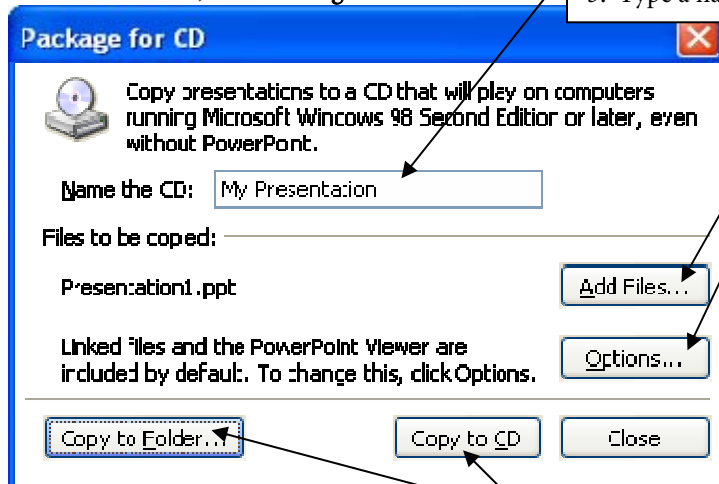 3. Type a
Package for CD
Copy presentations to a CD that will play on computers
running Microsoft Windows 98 Second Edition or later, even
without PowerPoint.
Name the CD: My Presentation
Files to be copied:
Presentation1.ppt
Add Files...
Linked files and the PowerPoint Viewer are
included by default. To change this, click Options.
Options...
Copy to Folder...
Copy to CD
Close